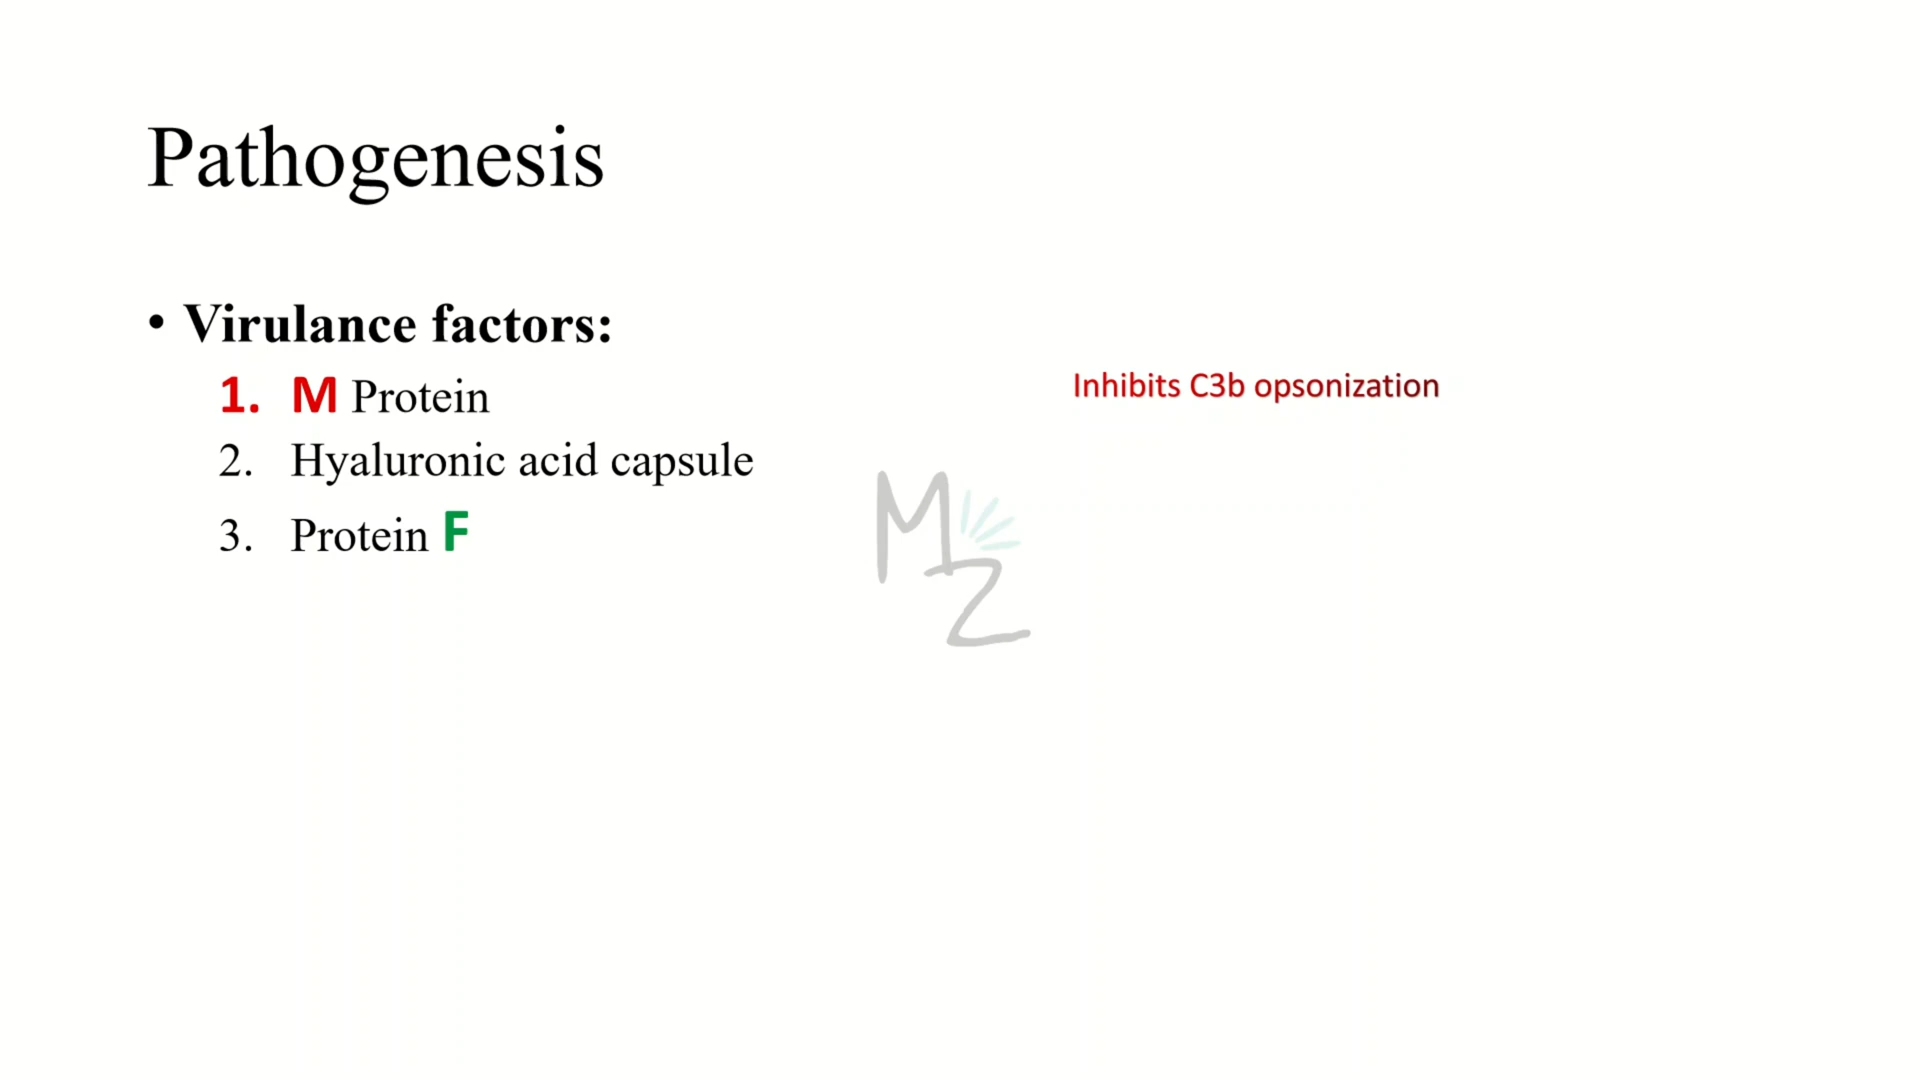 Pathogenesis
• Virulance factors:
1. M Protein
Inhibits C3b opsonization
2. Hyaluronic acid capsule
3. Protein F
MZ